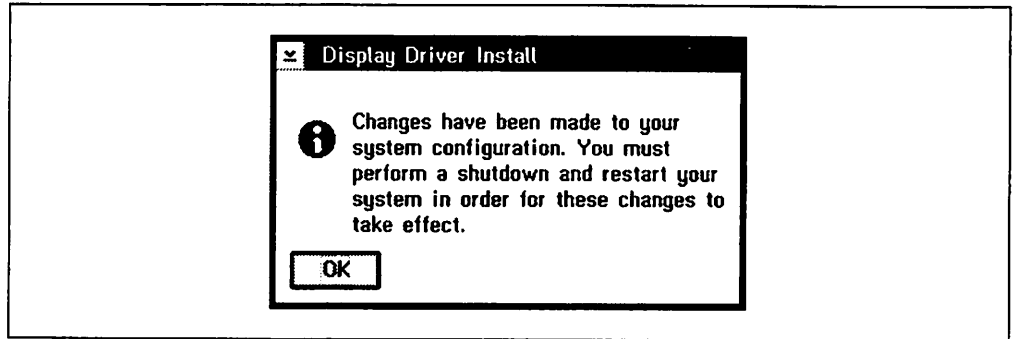 Display Driver Install
Changes have been made to your
system configuration. You must
perform a shutdown and restart your
system in order for these changes to
take effect.
OK